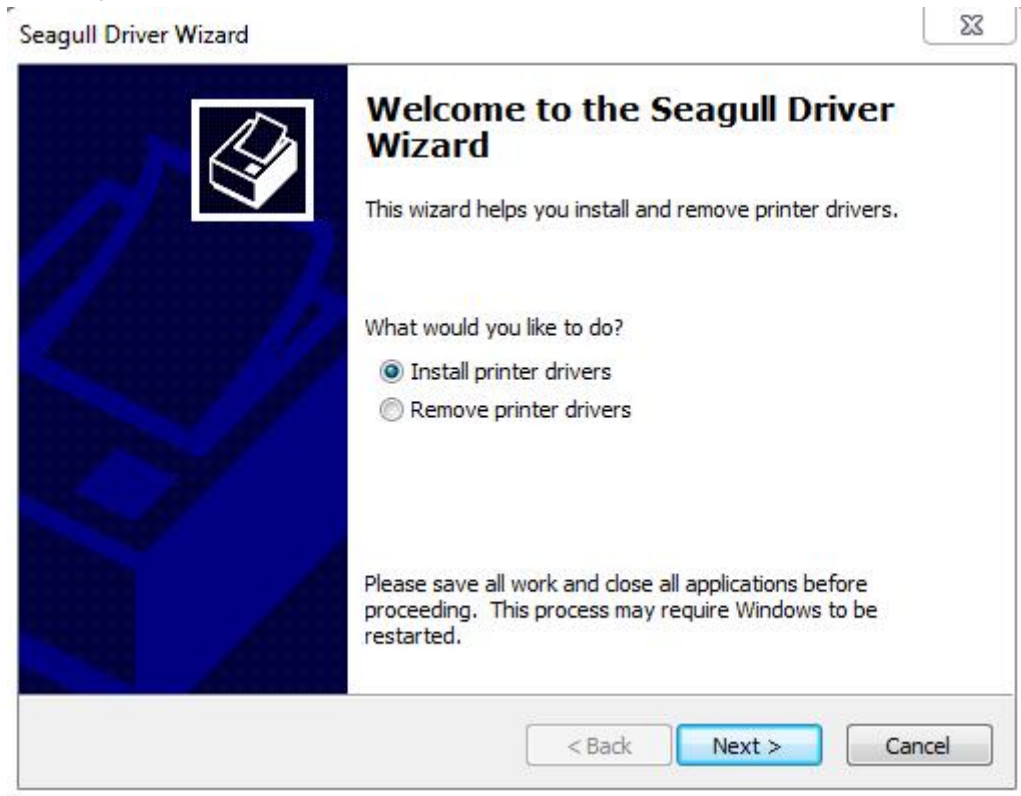 Seagull Driver Wizard
Welcome to the Seagull Driver
Wizard
This wizard helps you install and remove printer drivers.
What would you like to do?
Install printer drivers
Remove printer drivers
Please save all work and close all applications before
proceeding.  This process may require Windows to be
restarted.
< Back
Next >
Cancel